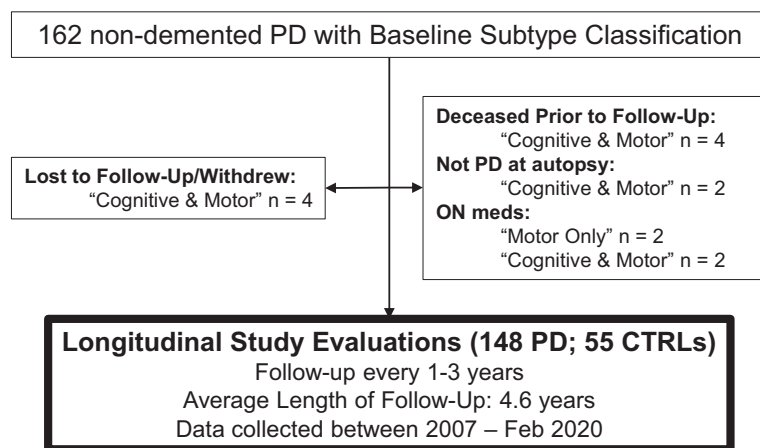 162 non-demented PD with Baseline Subtype Classification
Lost to Follow-Up/Withdrew:
“Cognitive & Motor” n = 4
Deceased Prior to Follow-Up:
“Cognitive & Motor” n = 4
Not PD at autopsy:
“Cognitive & Motor” n = 2
ON meds:
“Motor Only” n = 2
“Cognitive & Motor” n = 2
Longitudinal Study Evaluations (148 PD; 55 CTRLs)
Follow-up every 1-3 years
Average Length of Follow-Up: 4.6 years
Data collected between 2007 – Feb 2020